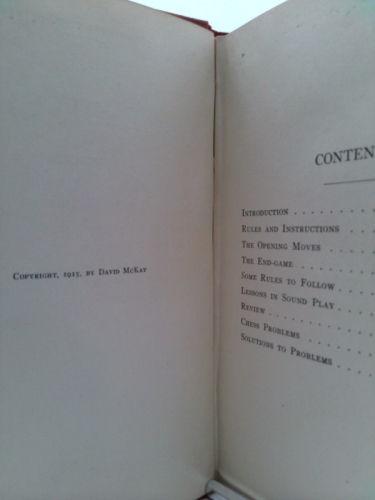 Copyright, 1915, by David McKay
CONTEN
Introduction . . . . . . . .
Rules and Instructions . . .
The Opening Moves . . . . .
The End-game . . . . . . . .
Some Rules to Follow . . . .
Lessons in Sound Play . . . .
Review . . . . . . . . . . .
Chess Problems . . . . . . .
Solutions to Problems . . . .